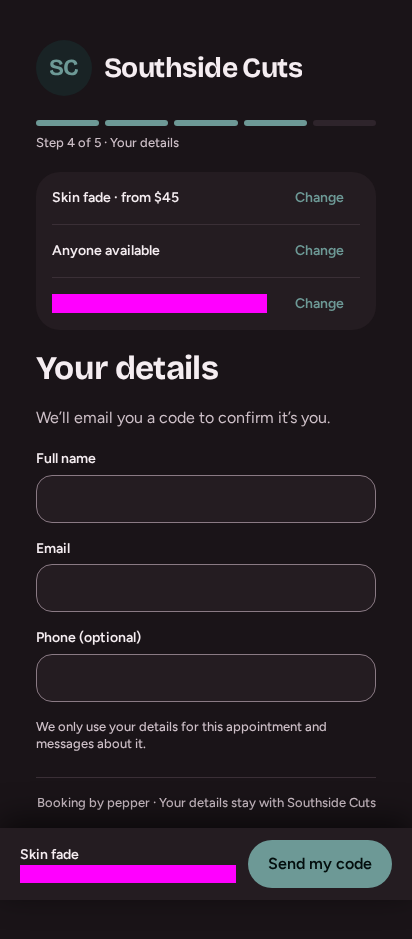 SC
Southside Cuts
Step 4 of 5 · Your details
Skin fade · from $45
Change
Anyone available
Change
Change
Your details
We’ll email you a code to confirm it’s you.
Full name
Email
Phone (optional)
We only use your details for this appointment and
messages about it.
Booking by pepper · Your details stay with Southside Cuts
Skin fade
Send my code